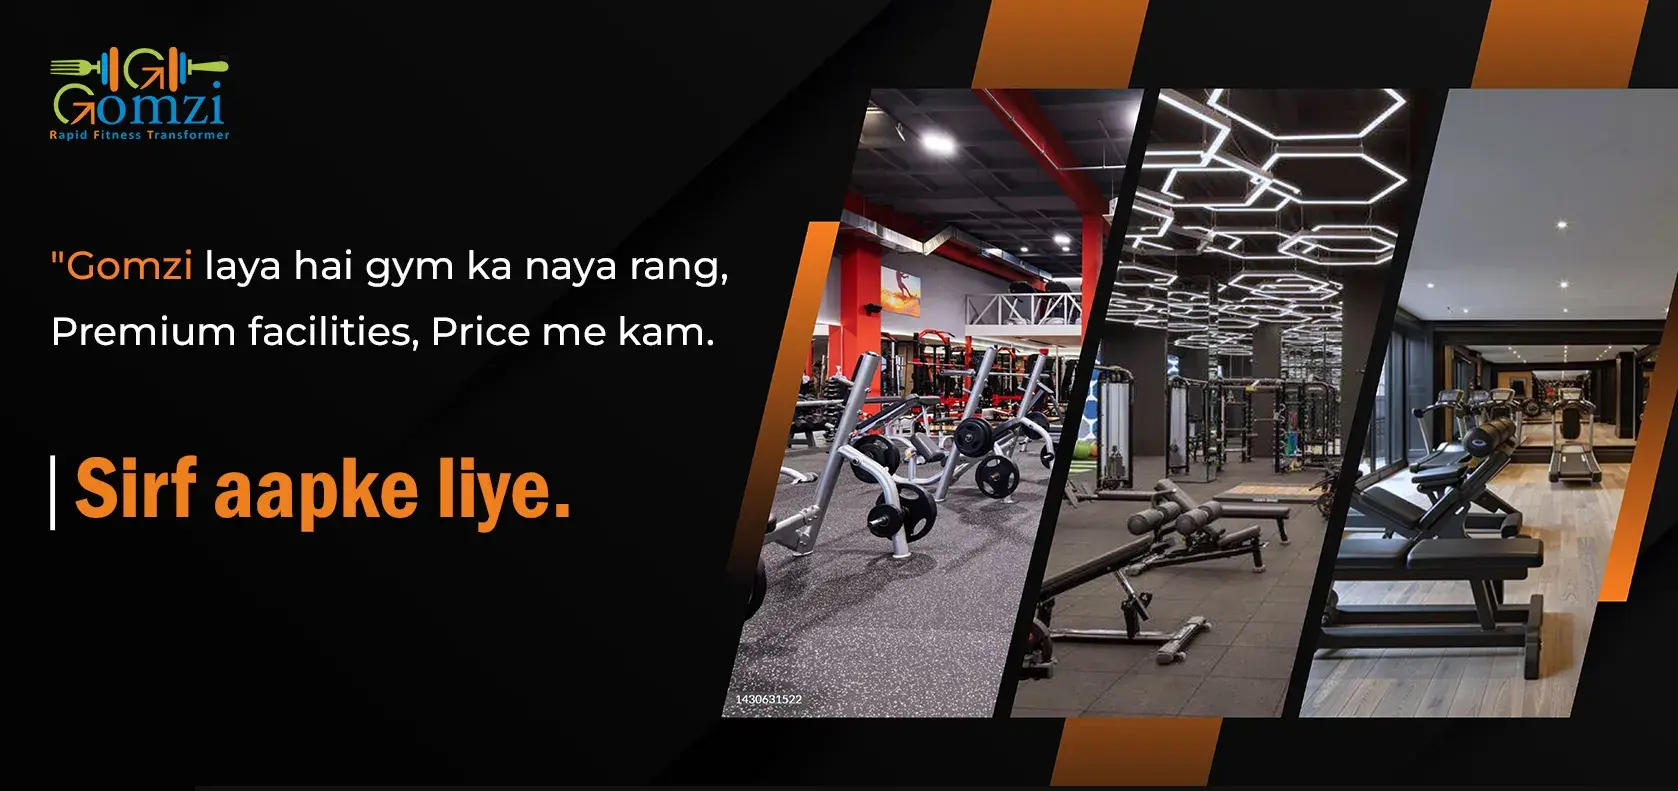 Gomzi
Rapid Fitness Transformer
"Gomzi laya hai gym ka naya rang,
Premium facilities, Price me kam.
Sirf aapke liye.
1430631522